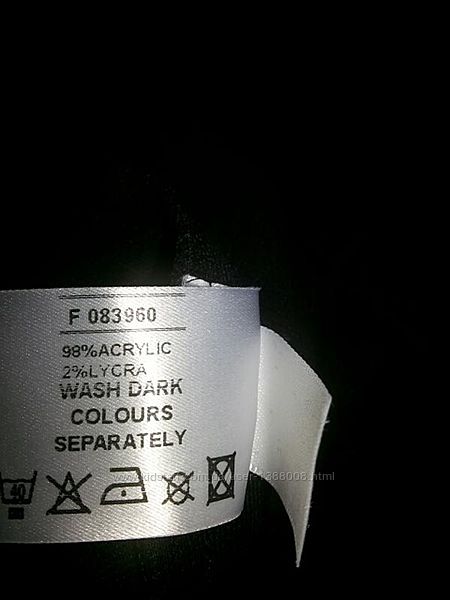 F 083960
98%ACRYLIC
2%LYCRA
WASH DARK
COLOURS
SEPARATELY
40